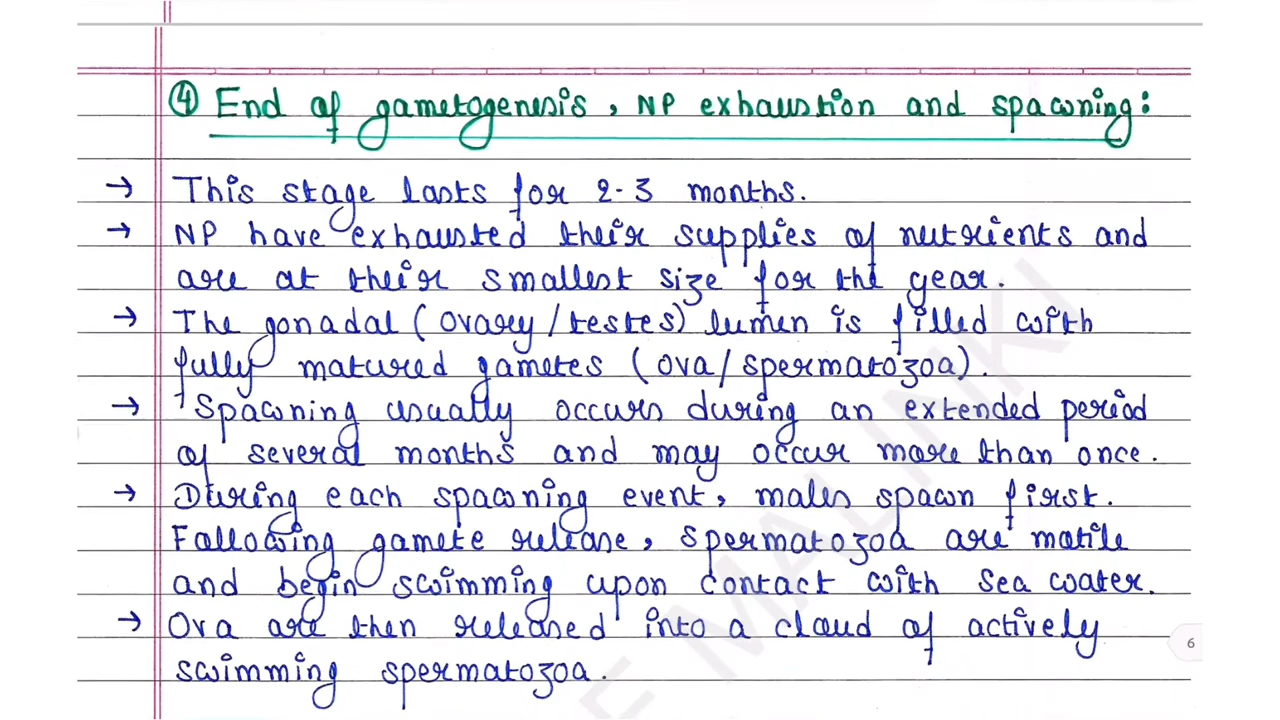 ④ End of gametogenesis, NP exhaustion and spawning:
→ This stage lasts for 2-3 months.
→ NP have exhausted their supplies of nutrients and
are at their smallest size for the year.
→ The gonadal (ovary/testes) lumen is filled with
fully matured gametes (ova/spermatozoa).
→ Spawning usually occurs during an extended period
of several months and may occur more than once.
→ During each spawning event, males spawn first.
Following gamete release, spermatozoa are motile
and begin swimming upon contact with sea water.
→ Ova are then released into a cloud of actively
6
swimming spermatozoa.